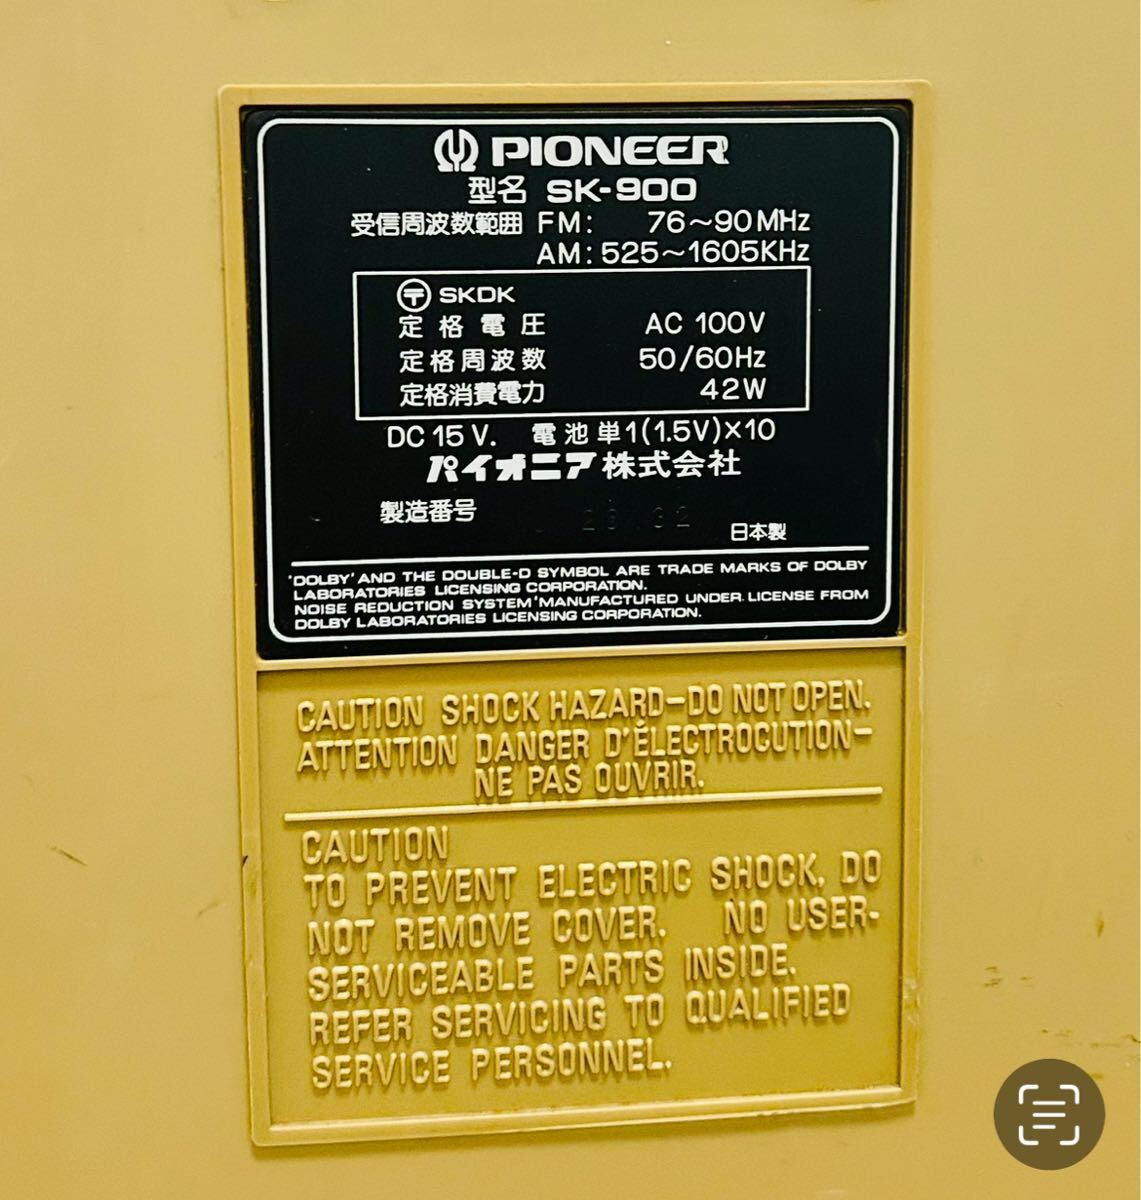 PIONEER
型名 SK-900
受信周波数範囲 FM: 76~90MHz
AM: 525~1605KHz
〒 SKDK
定格電圧 AC 100V
定格周波数 50/60Hz
定格消費電力 42W
DC 15V. 電池単1(1.5V)×10
パイオニア株式会社
製造番号
日本製
'DOLBY' AND THE DOUBLE-D SYMBOL ARE TRADE MARKS OF DOLBY
LABORATORIES LICENSING CORPORATION.
NOISE REDUCTION SYSTEM 'MANUFACTURED UNDER LICENSE FROM
DOLBY LABORATORIES LICENSING CORPORATION.
CAUTION SHOCK HAZARD-DO NOT OPEN.
ATTENTION DANGER D'ÉLECTROCUTION-
NE PAS OUVRIR.
CAUTION
TO PREVENT ELECTRIC SHOCK, DO
NOT REMOVE COVER. NO USER-
SERVICEABLE PARTS INSIDE.
REFER SERVICING TO QUALIFIED
SERVICE PERSONNEL.